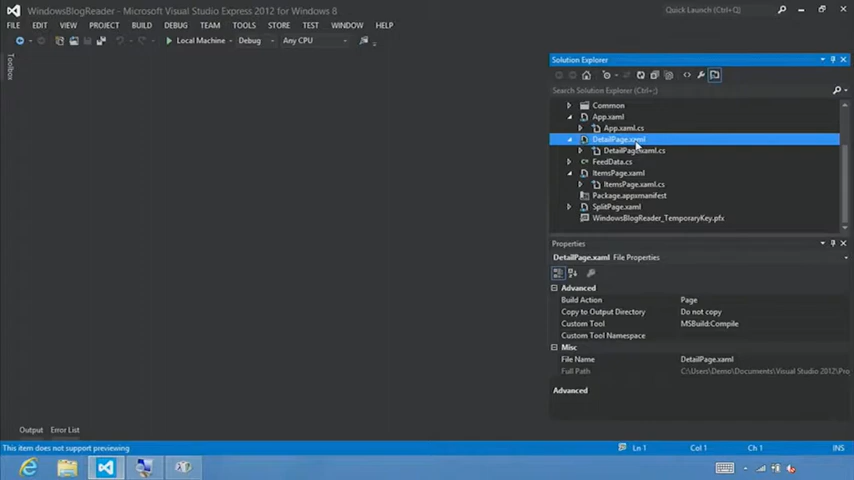 WindowsBlogReader - Microsoft Visual Studio Express 2012 for Windows 8
Quick Launch (Ctrl+Q)
FILE EDIT VIEW PROJECT BUILD DEBUG TEAM TOOLS STORE TEST WINDOW HELP
Local Machine Debug Any CPU
Toolbox
Solution Explorer
Search Solution Explorer (Ctrl+;)
Common
App.xaml
App.xaml.cs
DetailPage.xaml
DetailPage.xaml.cs
FeedData.cs
ItemsPage.xaml
ItemsPage.xaml.cs
Package.appxmanifest
SplitPage.xaml
WindowsBlogReader_TemporaryKey.pfx
Properties
DetailPage.xaml File Properties
Advanced
Build Action Page
Copy to Output Directory Do not copy
Custom Tool MSBuild:Compile
Custom Tool Namespace
Misc
File Name DetailPage.xaml
Full Path C:\Users\Demo\Documents\Visual Studio 2012\Pro
Advanced
Output Error List
This item does not support previewing Ln 1 Col 1 Ch 1 INS